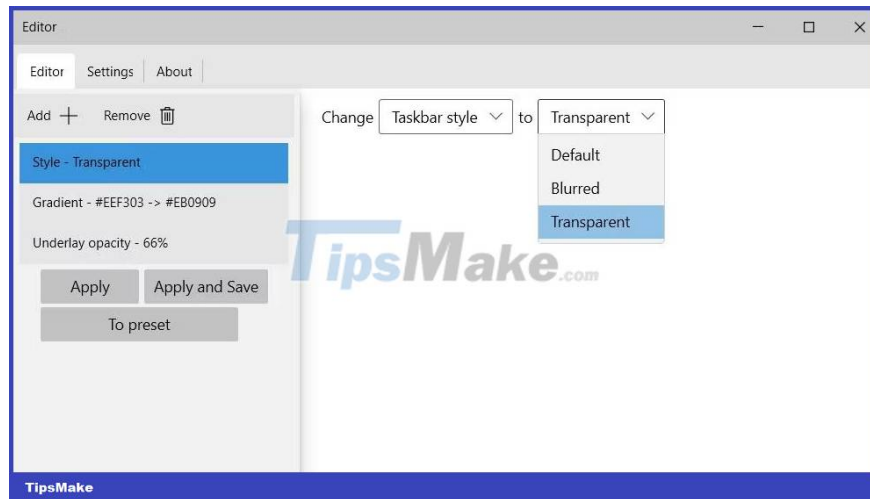 Editor
Editor Settings About
Add Remove
Change Taskbar style to Transparent
Default
Blurred
Transparent
Style - Transparent
Gradient - #EEF303 -> #EB0909
Underlay opacity - 66%
Apply Apply and Save
To preset
TipsMake.com
TipsMake